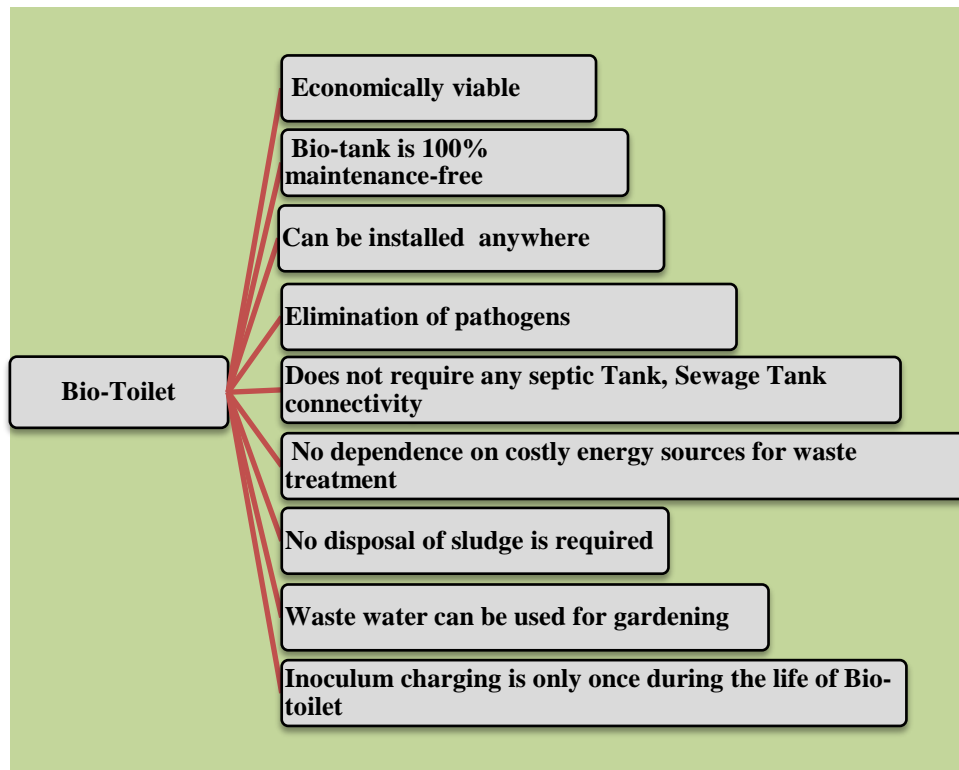 Economically viable
Bio-tank is 100%
maintenance-free
Can be installed anywhere
Elimination of pathogens
Bio-Toilet
Does not require any septic Tank, Sewage Tank
connectivity
No dependence on costly energy sources for waste
treatment
No disposal of sludge is required
Waste water can be used for gardening
Inoculum charging is only once during the life of Bio-
toilet